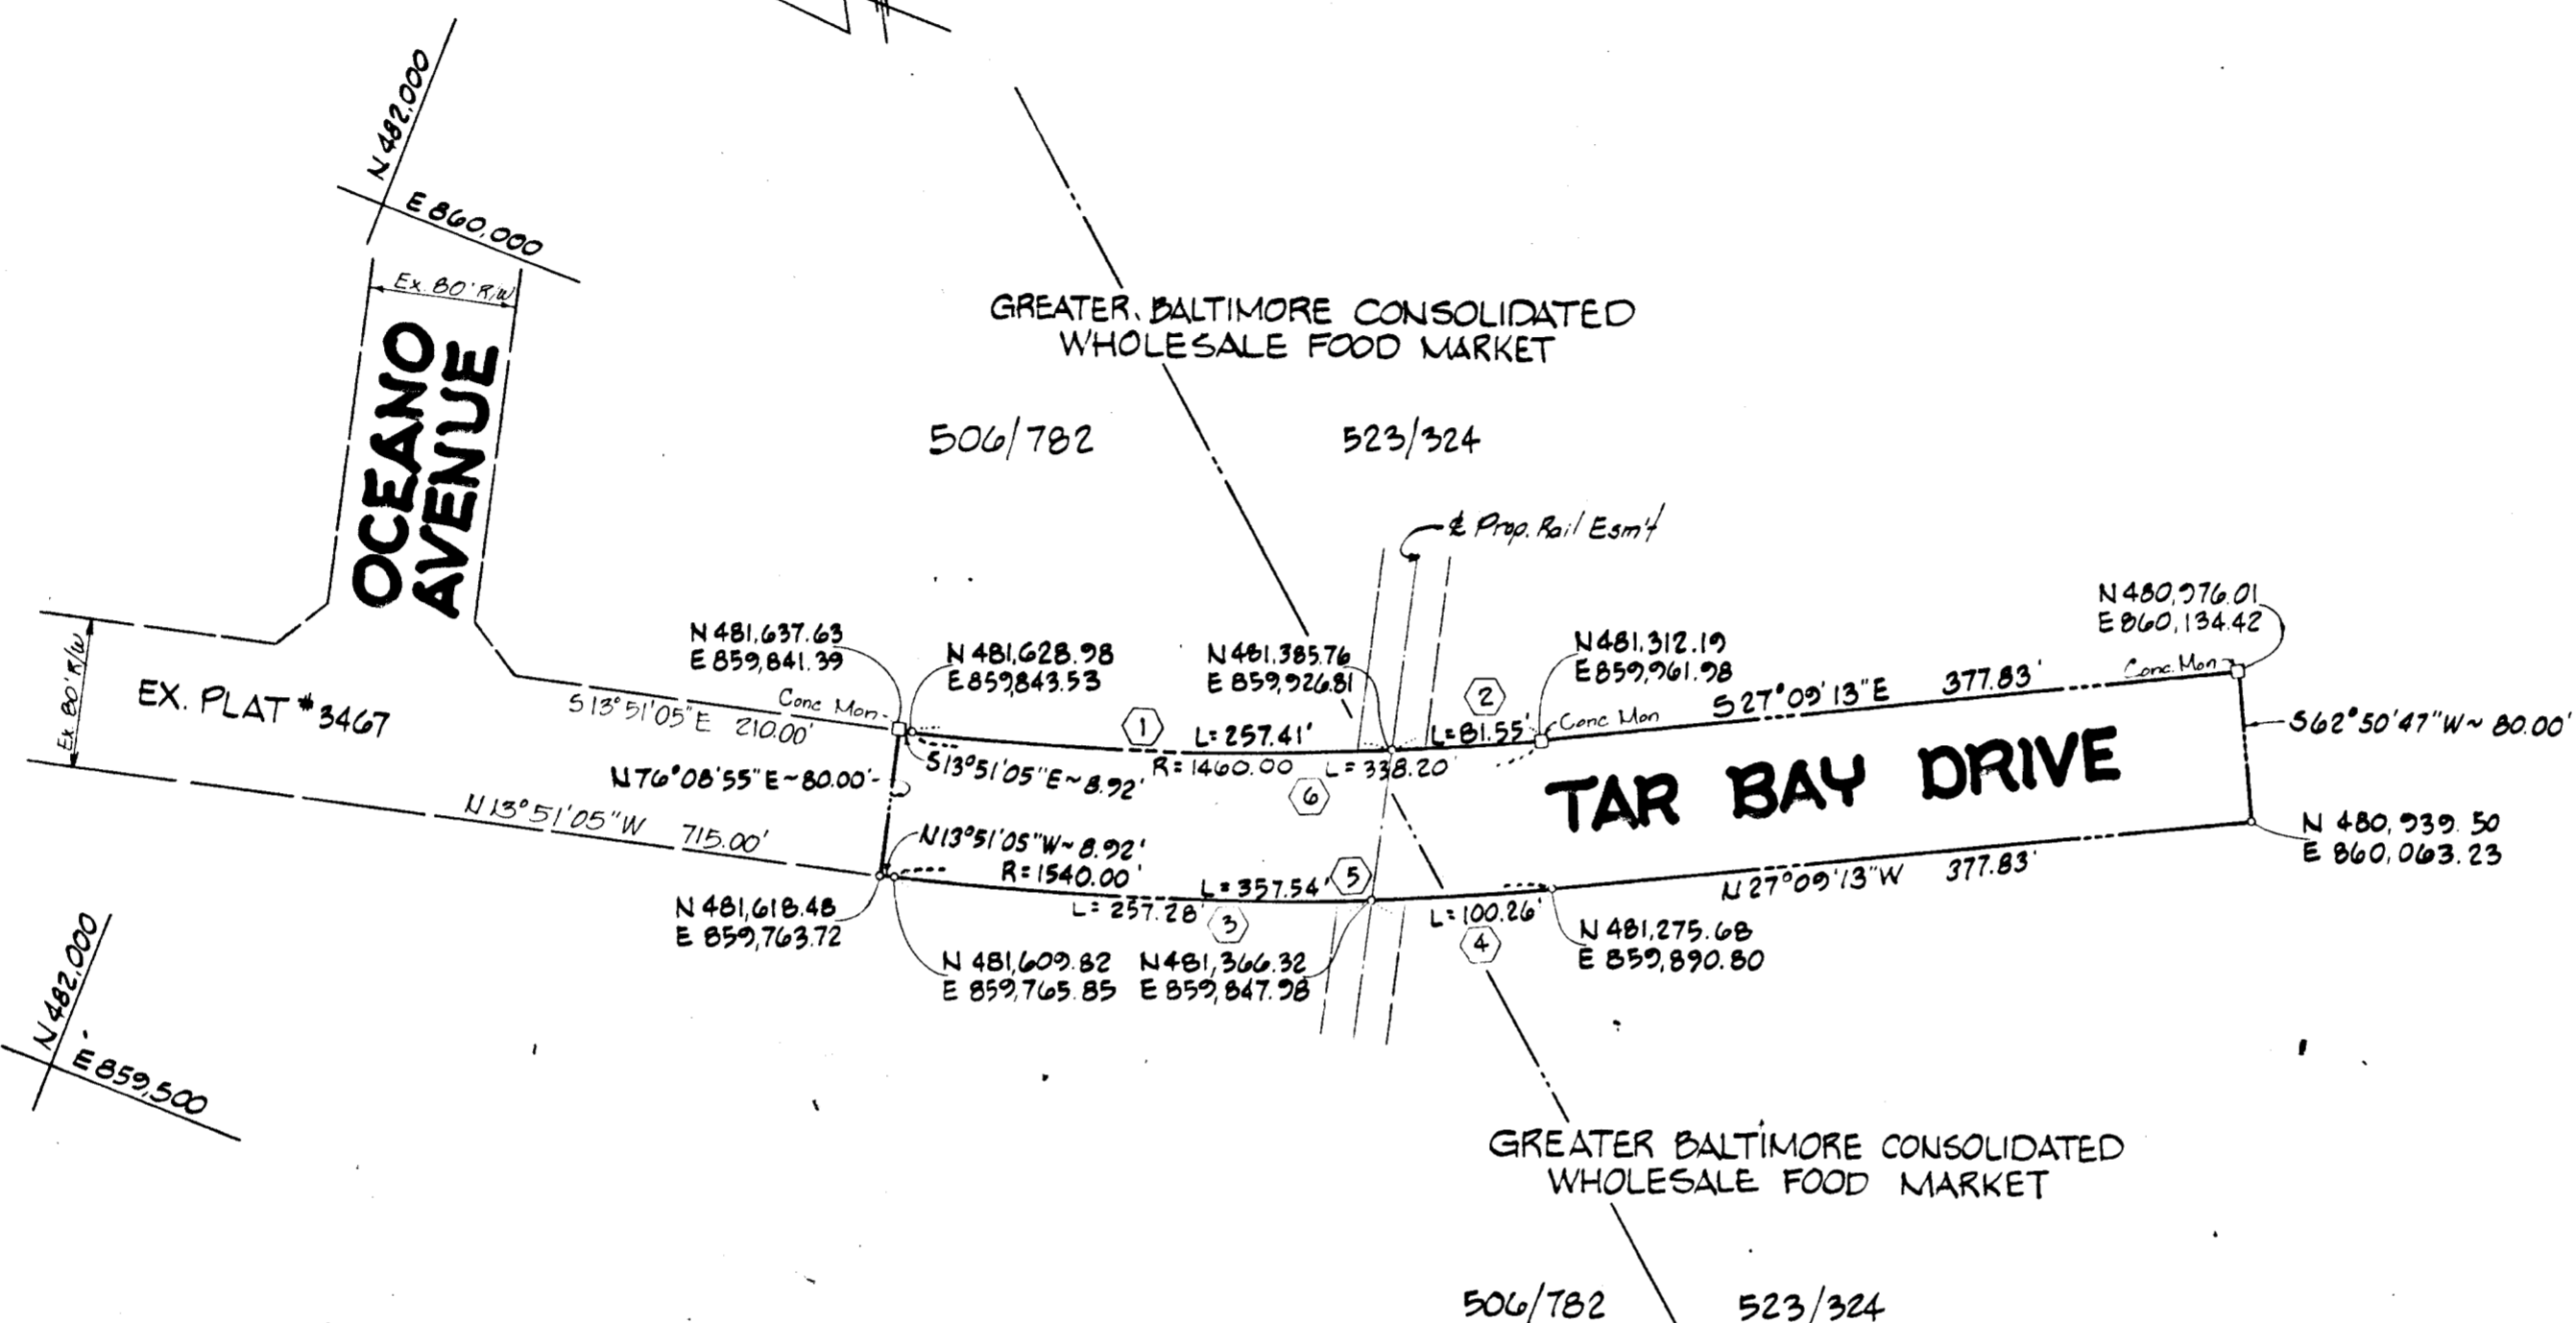 N 482,000
E 860,000
Ex. 80' R/W
OCEANO
AVENUE
GREATER. BALTIMORE CONSOLIDATED
WHOLESALE FOOD MARKET
506/782
523/324
℄ Prop. Rail Esm't
N 480,976.01
E 860,134.42
N 481,637.63
E 859,841.39
N 481,628.98
E 859,843.53
N 481,385.76
E 859,926.81
N 481,312.19
E 859,961.98
Conc. Mon
S 27°09'13"E 377.83'
Ex. 80' R/W
EX. PLAT #3467
S 13°51'05"E 210.00'
Conc Mon
1
L=257.41'
2
L=81.55'
Conc Mon
S62°50'47"W~80.00'
R=1460.00 L=338.20'
S13°51'05"E~8.92'
N76°08'55"E~80.00'
6
TAR BAY DRIVE
N 13°51'05"W 715.00'
N13°51'05"W~8.92'
R=1540.00'
L=357.54'
5
L=257.28'
3
L=100.26'
4
N 27°09'13"W 377.83'
N 480,939.50
E 860,063.23
N 481,618.48
E 859,763.72
N 481,609.82
E 859,765.85
N 481,366.32
E 859,847.98
N 481,275.68
E 859,890.80
N 482,000
E 859,500
GREATER BALTIMORE CONSOLIDATED
WHOLESALE FOOD MARKET
506/782
523/324